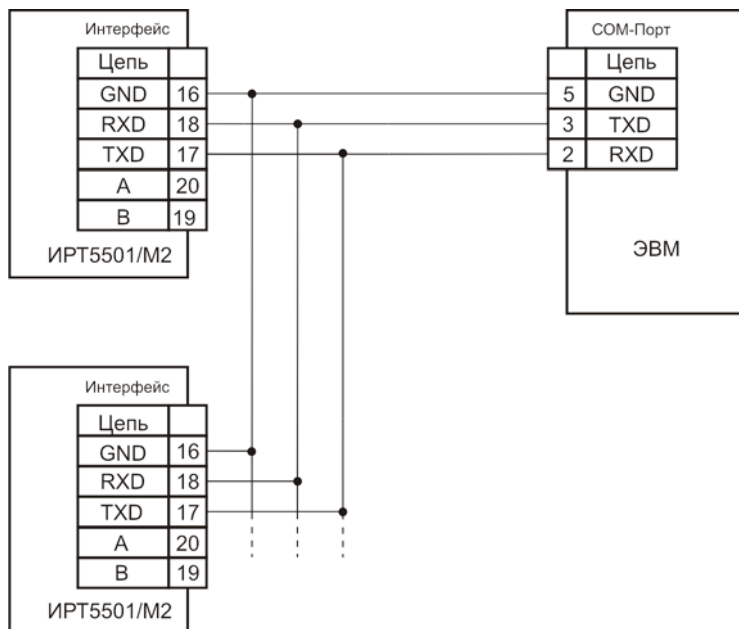 Интерфейс
Цепь
GND 16
RXD 18
TXD 17
A 20
B 19
ИРТ5501/М2
COM-Порт
Цепь
5 GND
3 TXD
2 RXD
ЭВМ
Интерфейс
Цепь
GND 16
RXD 18
TXD 17
A 20
B 19
ИРТ5501/М2